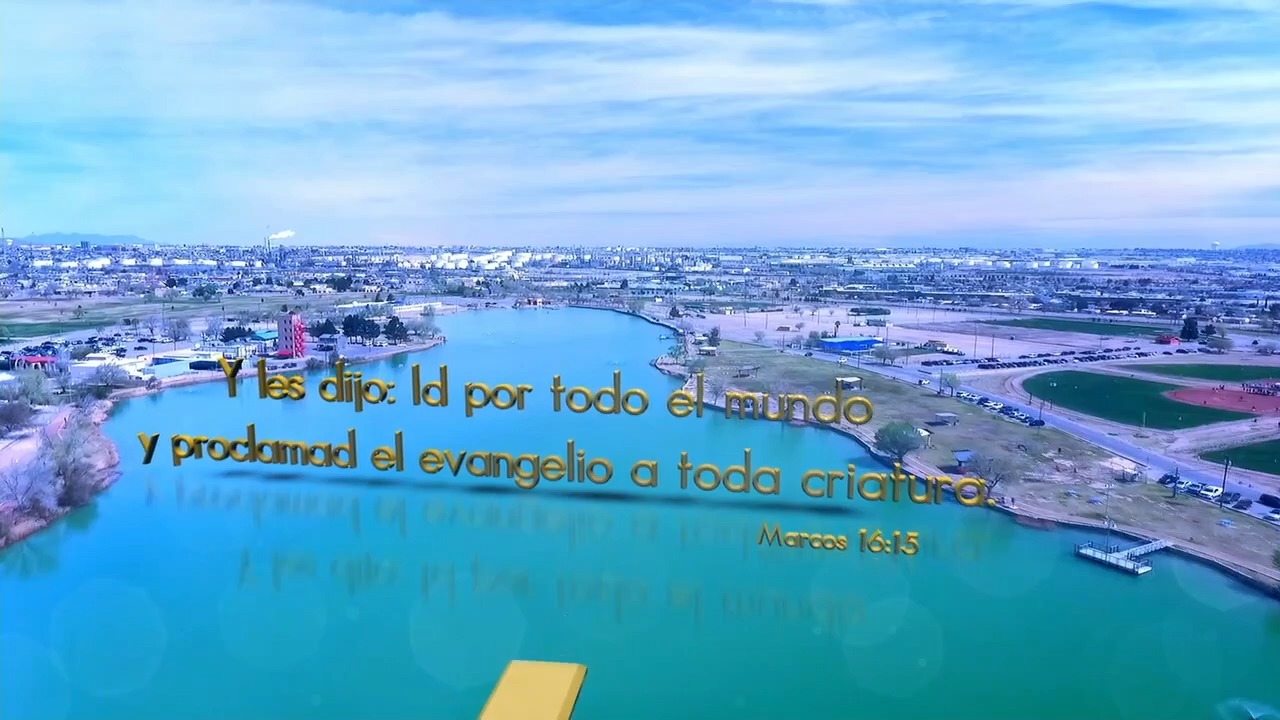 Y les dijo: Id por todo el mundo
y proclamad el evangelio a toda criatura.
Marcos 16:15